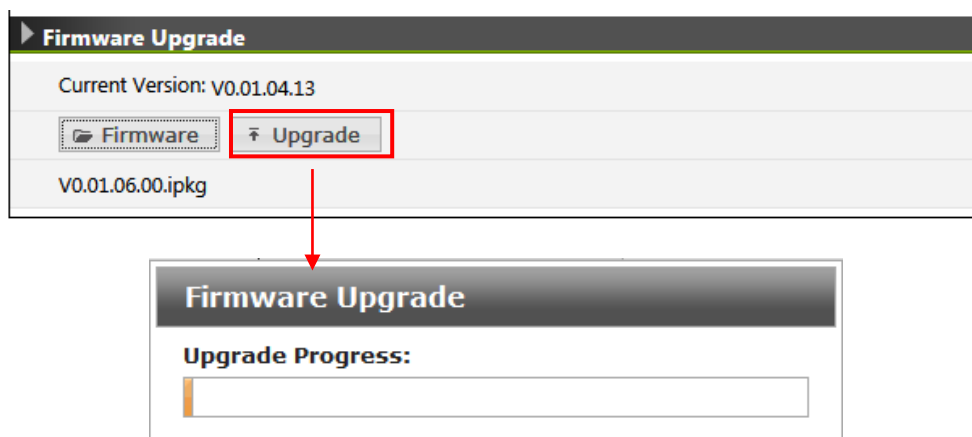 Firmware Upgrade
Current Version: V0.01.04.13
Firmware Upgrade
V0.01.06.00.ipkg
Firmware Upgrade
Upgrade Progress: